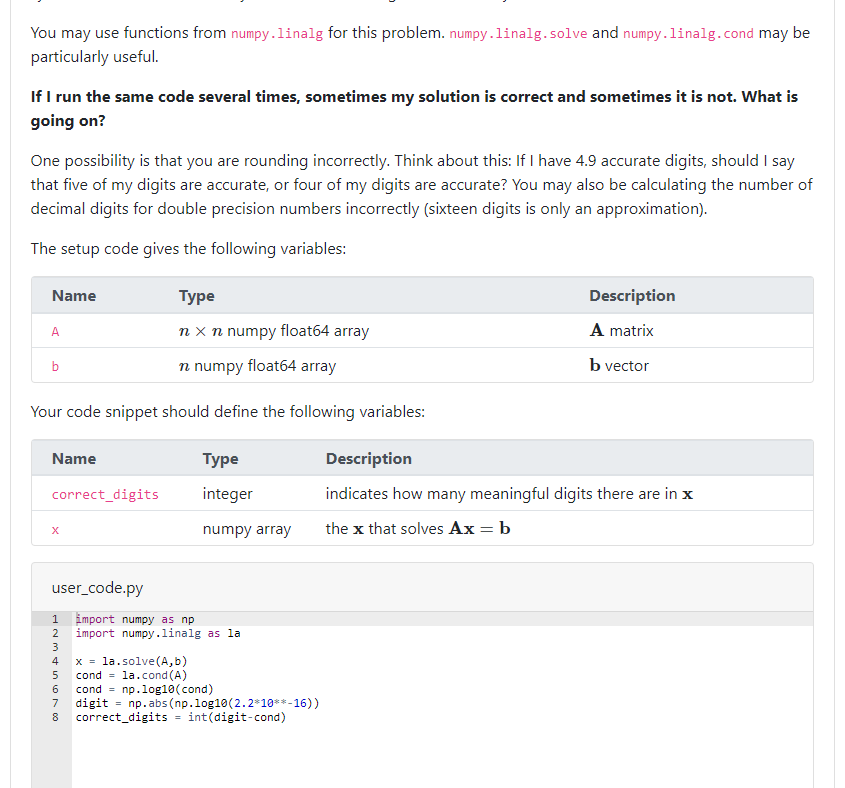 You may use functions from numpy.linalg for this problem. numpy.linalg.solve and numpy.linalg.cond may be
particularly useful.
If I run the same code several times, sometimes my solution is correct and sometimes it is not. What is
going on?
One possibility is that you are rounding incorrectly. Think about this: If I have 4.9 accurate digits, should I say
that five of my digits are accurate, or four of my digits are accurate? You may also be calculating the number of
decimal digits for double precision numbers incorrectly (sixteen digits is only an approximation).
The setup code gives the following variables:
Name Type Description
A n × n numpy float64 array A matrix
b n numpy float64 array b vector
Your code snippet should define the following variables:
Name Type Description
correct_digits integer indicates how many meaningful digits there are in x
x numpy array the x that solves Ax = b
user_code.py
1 import numpy as np
2 import numpy.linalg as la
3
4 x = la.solve(A,b)
5 cond = la.cond(A)
6 cond = np.log10(cond)
7 digit = np.abs(np.log10(2.2*10**-16))
8 correct_digits = int(digit-cond)